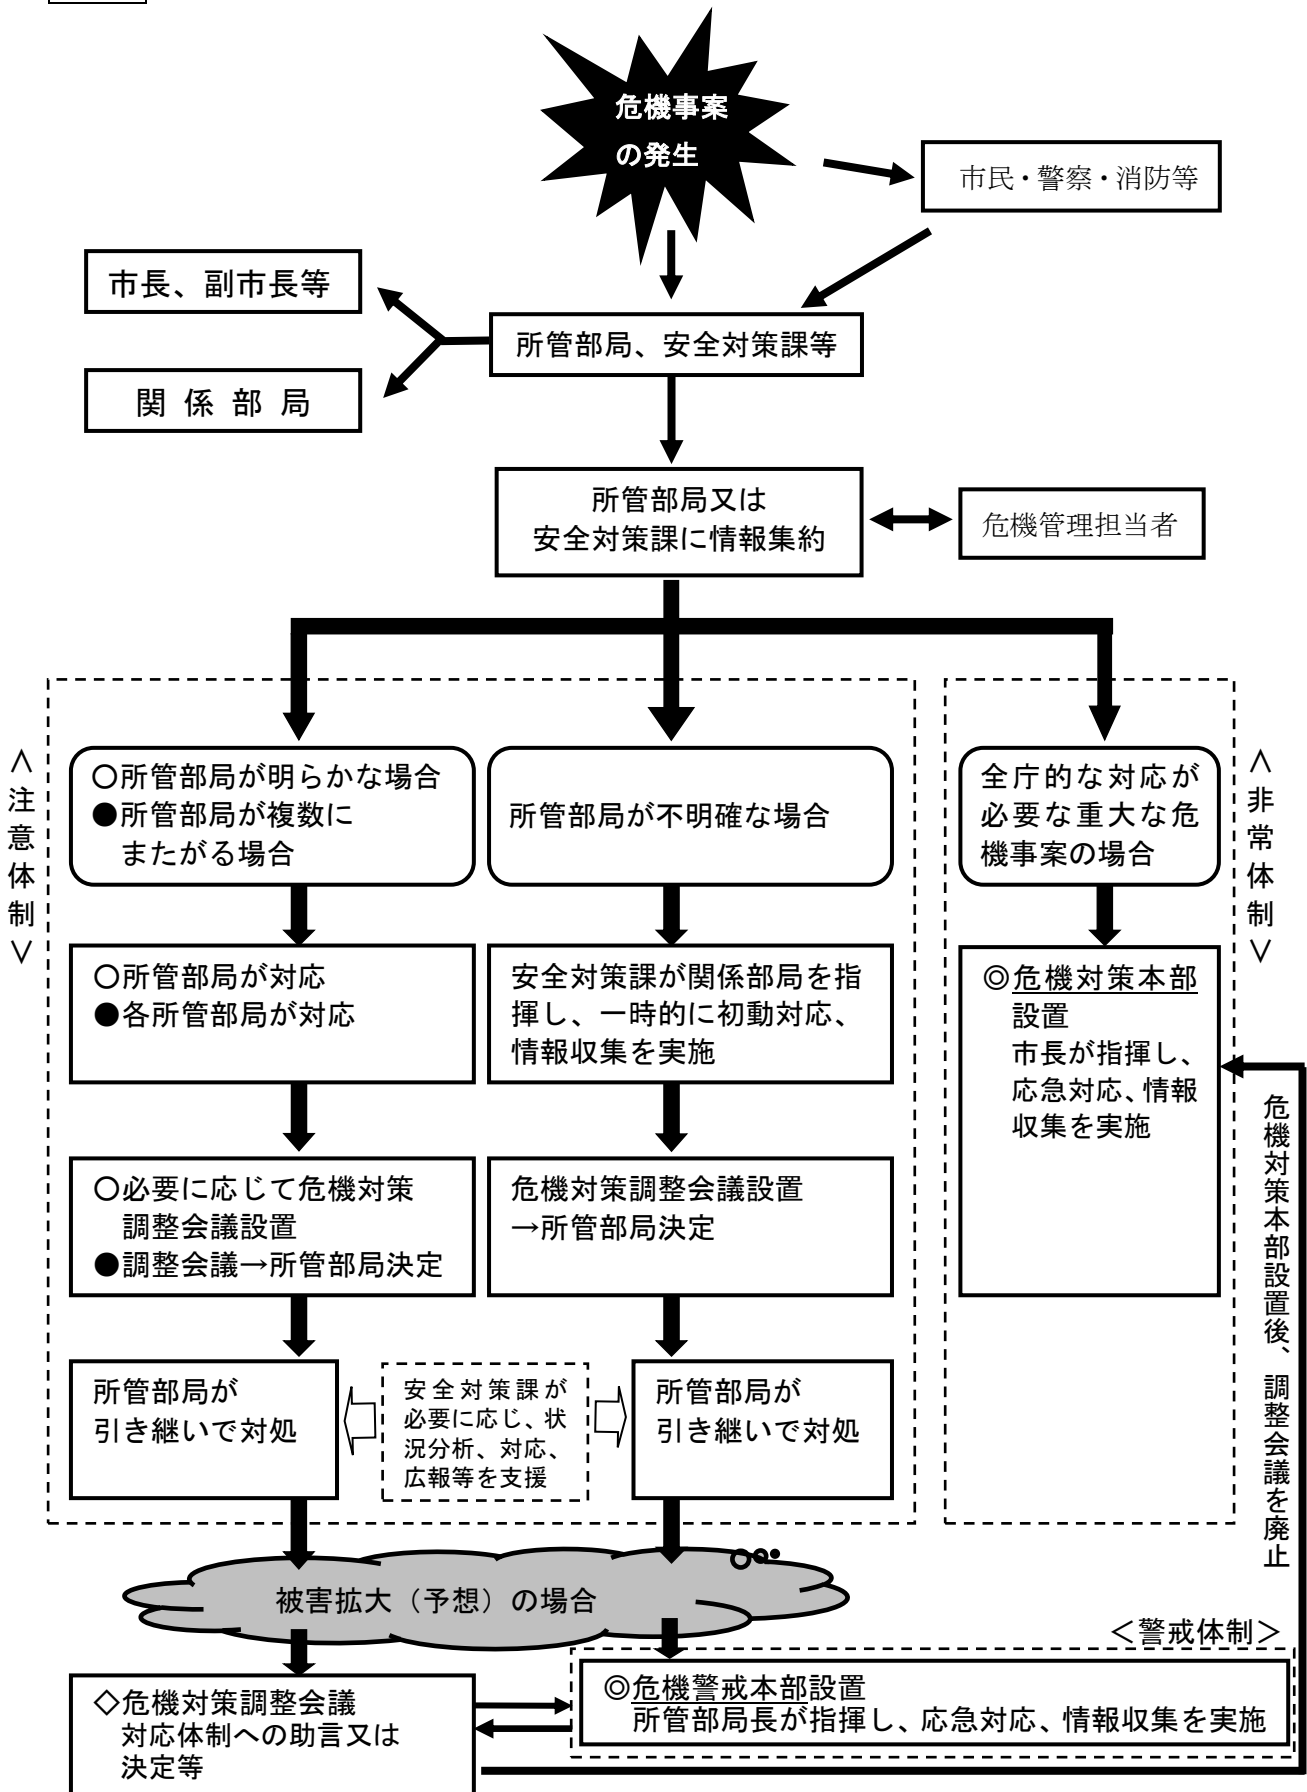 危機事案
の発生
市民・警察・消防等
市長、副市長等
所管部局、安全対策課等
関係部局
所管部局又は
安全対策課に情報集約
危機管理担当者
＜注意体制＞
○所管部局が明らかな場合
●所管部局が複数に
またがる場合
所管部局が不明確な場合
全庁的な対応が
必要な重大な危
機事案の場合
＜非常体制＞
○所管部局が対応
●各所管部局が対応
安全対策課が関係部局を指
揮し、一時的に初動対応、
情報収集を実施
◎危機対策本部
設置
市長が指揮し、
応急対応、情報
収集を実施
○必要に応じて危機対策
調整会議設置
●調整会議→所管部局決定
危機対策調整会議設置
→所管部局決定
危機対策本部設置後、調整会議を廃止
所管部局が
引き継いで対処
安全対策課が
必要に応じ、状
況分析、対応、
広報等を支援
所管部局が
引き継いで対処
被害拡大（予想）の場合
＜警戒体制＞
◇危機対策調整会議
対応体制への助言又は
決定等
◎危機警戒本部設置
所管部局長が指揮し、応急対応、情報収集を実施